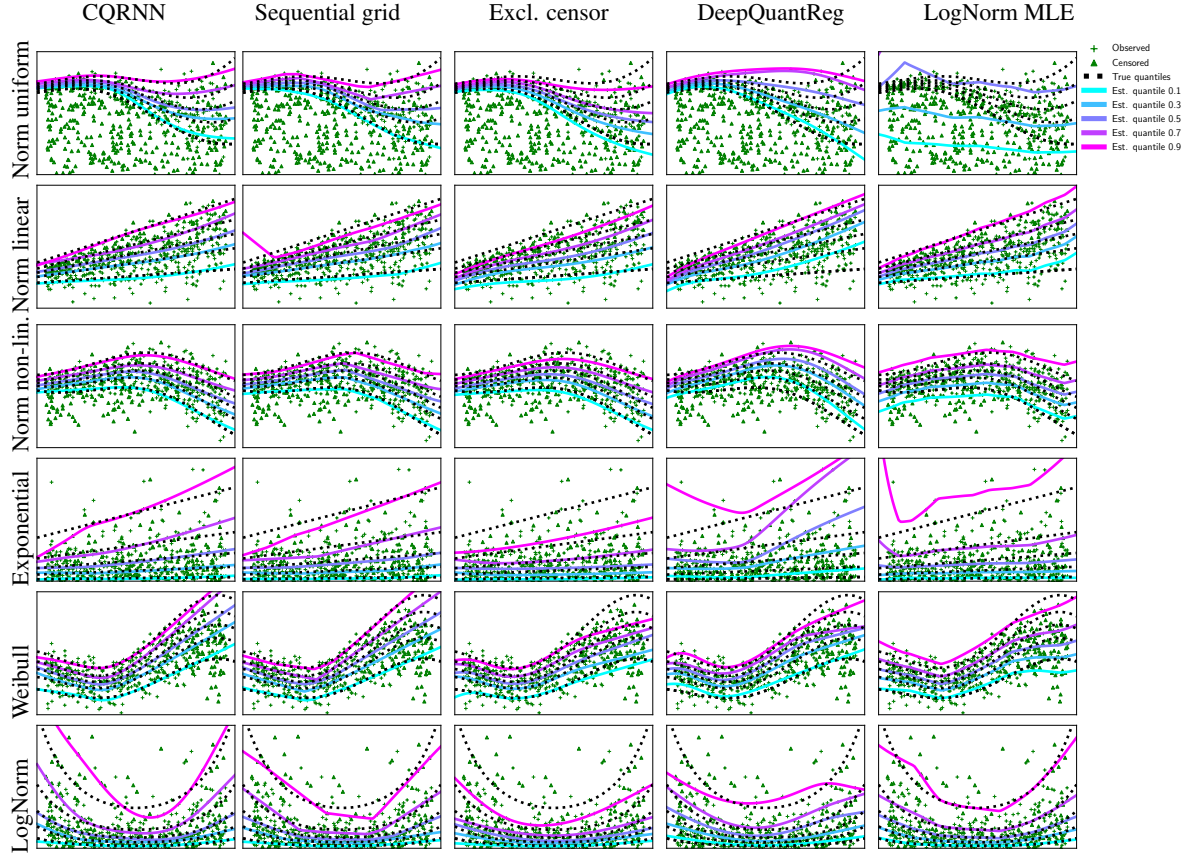 CQRNN Sequential grid Excl. censor DeepQuantReg LogNorm MLE
Observed
Censored
True quantiles
Est. quantile 0.1
Est. quantile 0.3
Est. quantile 0.5
Est. quantile 0.7
Est. quantile 0.9
Norm uniform
Norm linear
Norm non-lin.
Exponential
Weibull
LogNorm